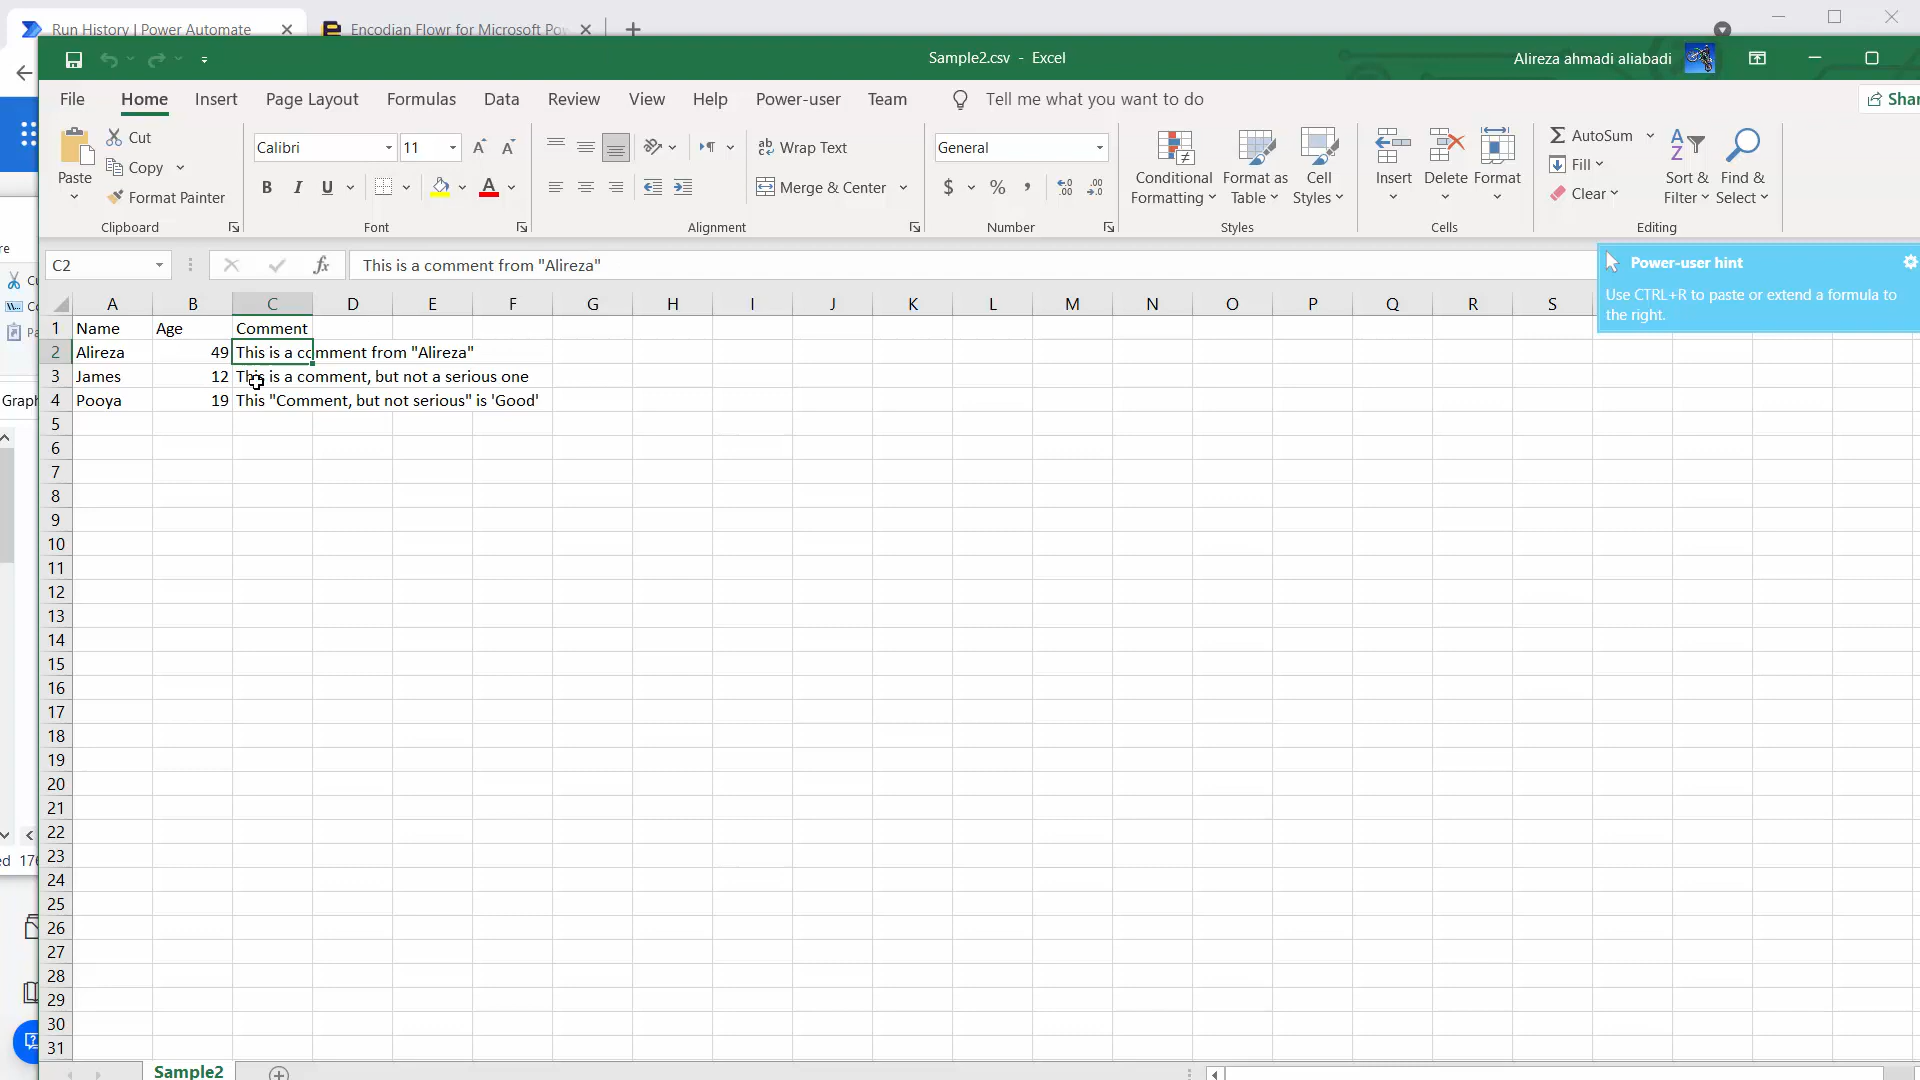 Run History | Power Automate
Encodian Flowr for Microsoft Pow
Sample2.csv - Excel
Alireza ahmadi aliabadi
File Home Insert Page Layout Formulas Data Review View Help Power-user Team Tell me what you want to do Shar
Paste
Cut
Copy
Format Painter
Calibri 11
B I U
Wrap Text
Merge & Center
General
$ % ,
Conditional Formatting
Format as Table
Cell Styles
Insert
Delete
Format
AutoSum
Fill
Clear
Sort & Filter
Find & Select
Clipboard Font Alignment Number Styles Cells Editing
C2 fx This is a comment from "Alireza"
Power-user hint
Use CTRL+R to paste or extend a formula to
the right.
A B C D E F G H I J K L M N O P Q R S
1 Name Age Comment
2 Alireza 49 This is a comment from "Alireza"
3 James 12 This is a comment, but not a serious one
4 Pooya 19 This "Comment, but not serious" is 'Good'
5
6
7
8
9
10
11
12
13
14
15
16
17
18
19
20
21
22
23
24
25
26
27
28
29
30
31
Sample2